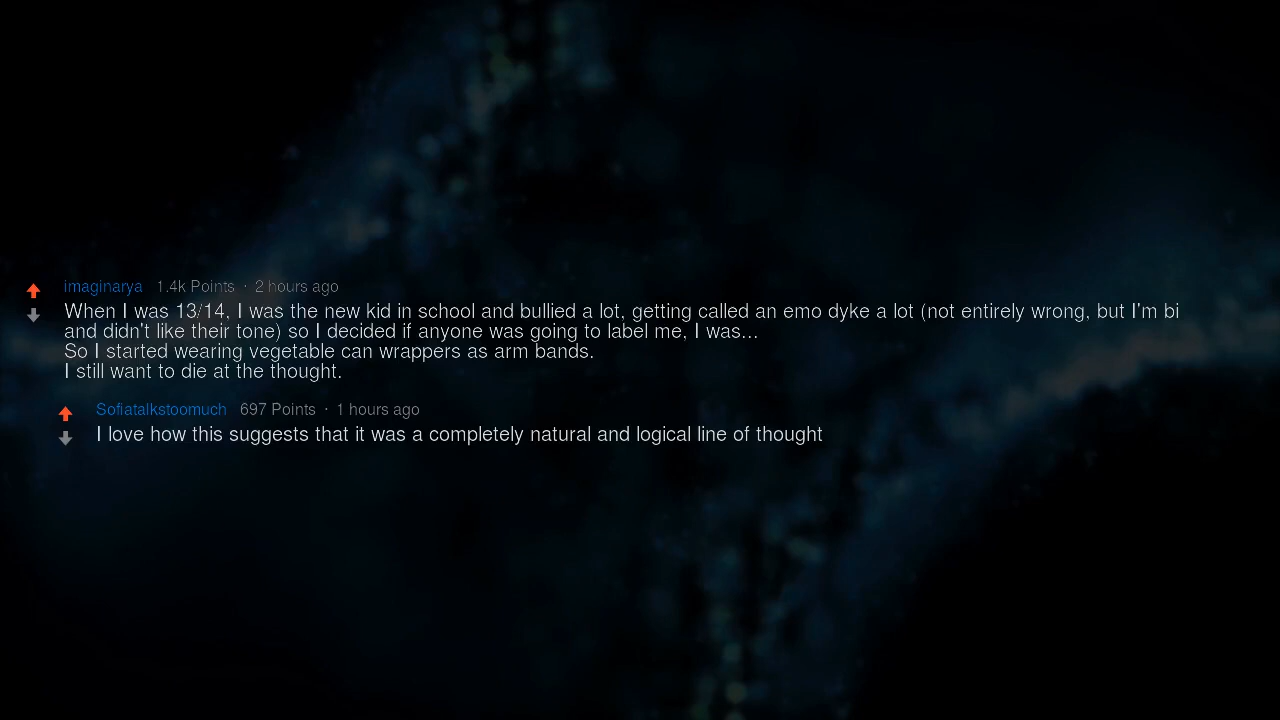 imaginarya 1.4k Points · 2 hours ago
When I was 13/14, I was the new kid in school and bullied a lot, getting called an emo dyke a lot (not entirely wrong, but I'm bi
and didn't like their tone) so I decided if anyone was going to label me, I was...
So I started wearing vegetable can wrappers as arm bands.
I still want to die at the thought.
Sofiatalkstoomuch 697 Points · 1 hours ago
I love how this suggests that it was a completely natural and logical line of thought